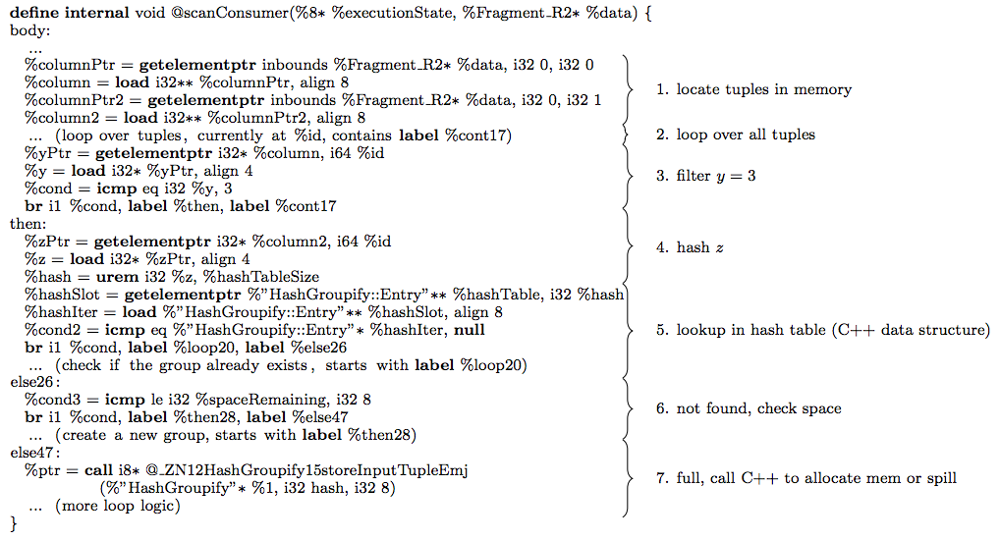 define internal void @scanConsumer(%8* %executionState, %Fragment_R2* %data) {
body:
...
%columnPtr = getelementptr inbounds %Fragment_R2* %data, i32 0, i32 0
%column = load i32** %columnPtr, align 8
%columnPtr2 = getelementptr inbounds %Fragment_R2* %data, i32 0, i32 1
%column2 = load i32** %columnPtr2, align 8
1. locate tuples in memory
... (loop over tuples, currently at %id, contains label %cont17)
2. loop over all tuples
%yPtr = getelementptr i32* %column, i64 %id
%y = load i32* %yPtr, align 4
%cond = icmp eq i32 %y, 3
br i1 %cond, label %then, label %cont17
3. filter y = 3
then:
%zPtr = getelementptr i32* %column2, i64 %id
%z = load i32* %zPtr, align 4
%hash = urem i32 %z, %hashTableSize
4. hash z
%hashSlot = getelementptr %"HashGroupify::Entry"** %hashTable, i32 %hash
%hashIter = load %"HashGroupify::Entry"** %hashSlot, align 8
%cond2 = icmp eq %"HashGroupify::Entry"* %hashIter, null
br i1 %cond, label %loop20, label %else26
... (check if the group already exists, starts with label %loop20)
5. lookup in hash table (C++ data structure)
else26:
%cond3 = icmp le i32 %spaceRemaining, i32 8
br i1 %cond, label %then28, label %else47
... (create a new group, starts with label %then28)
6. not found, check space
else47:
%ptr = call i8* @_ZN12HashGroupify15storeInputTupleEmj
(%"HashGroupify"* %1, i32 hash, i32 8)
... (more loop logic)
7. full, call C++ to allocate mem or spill
}